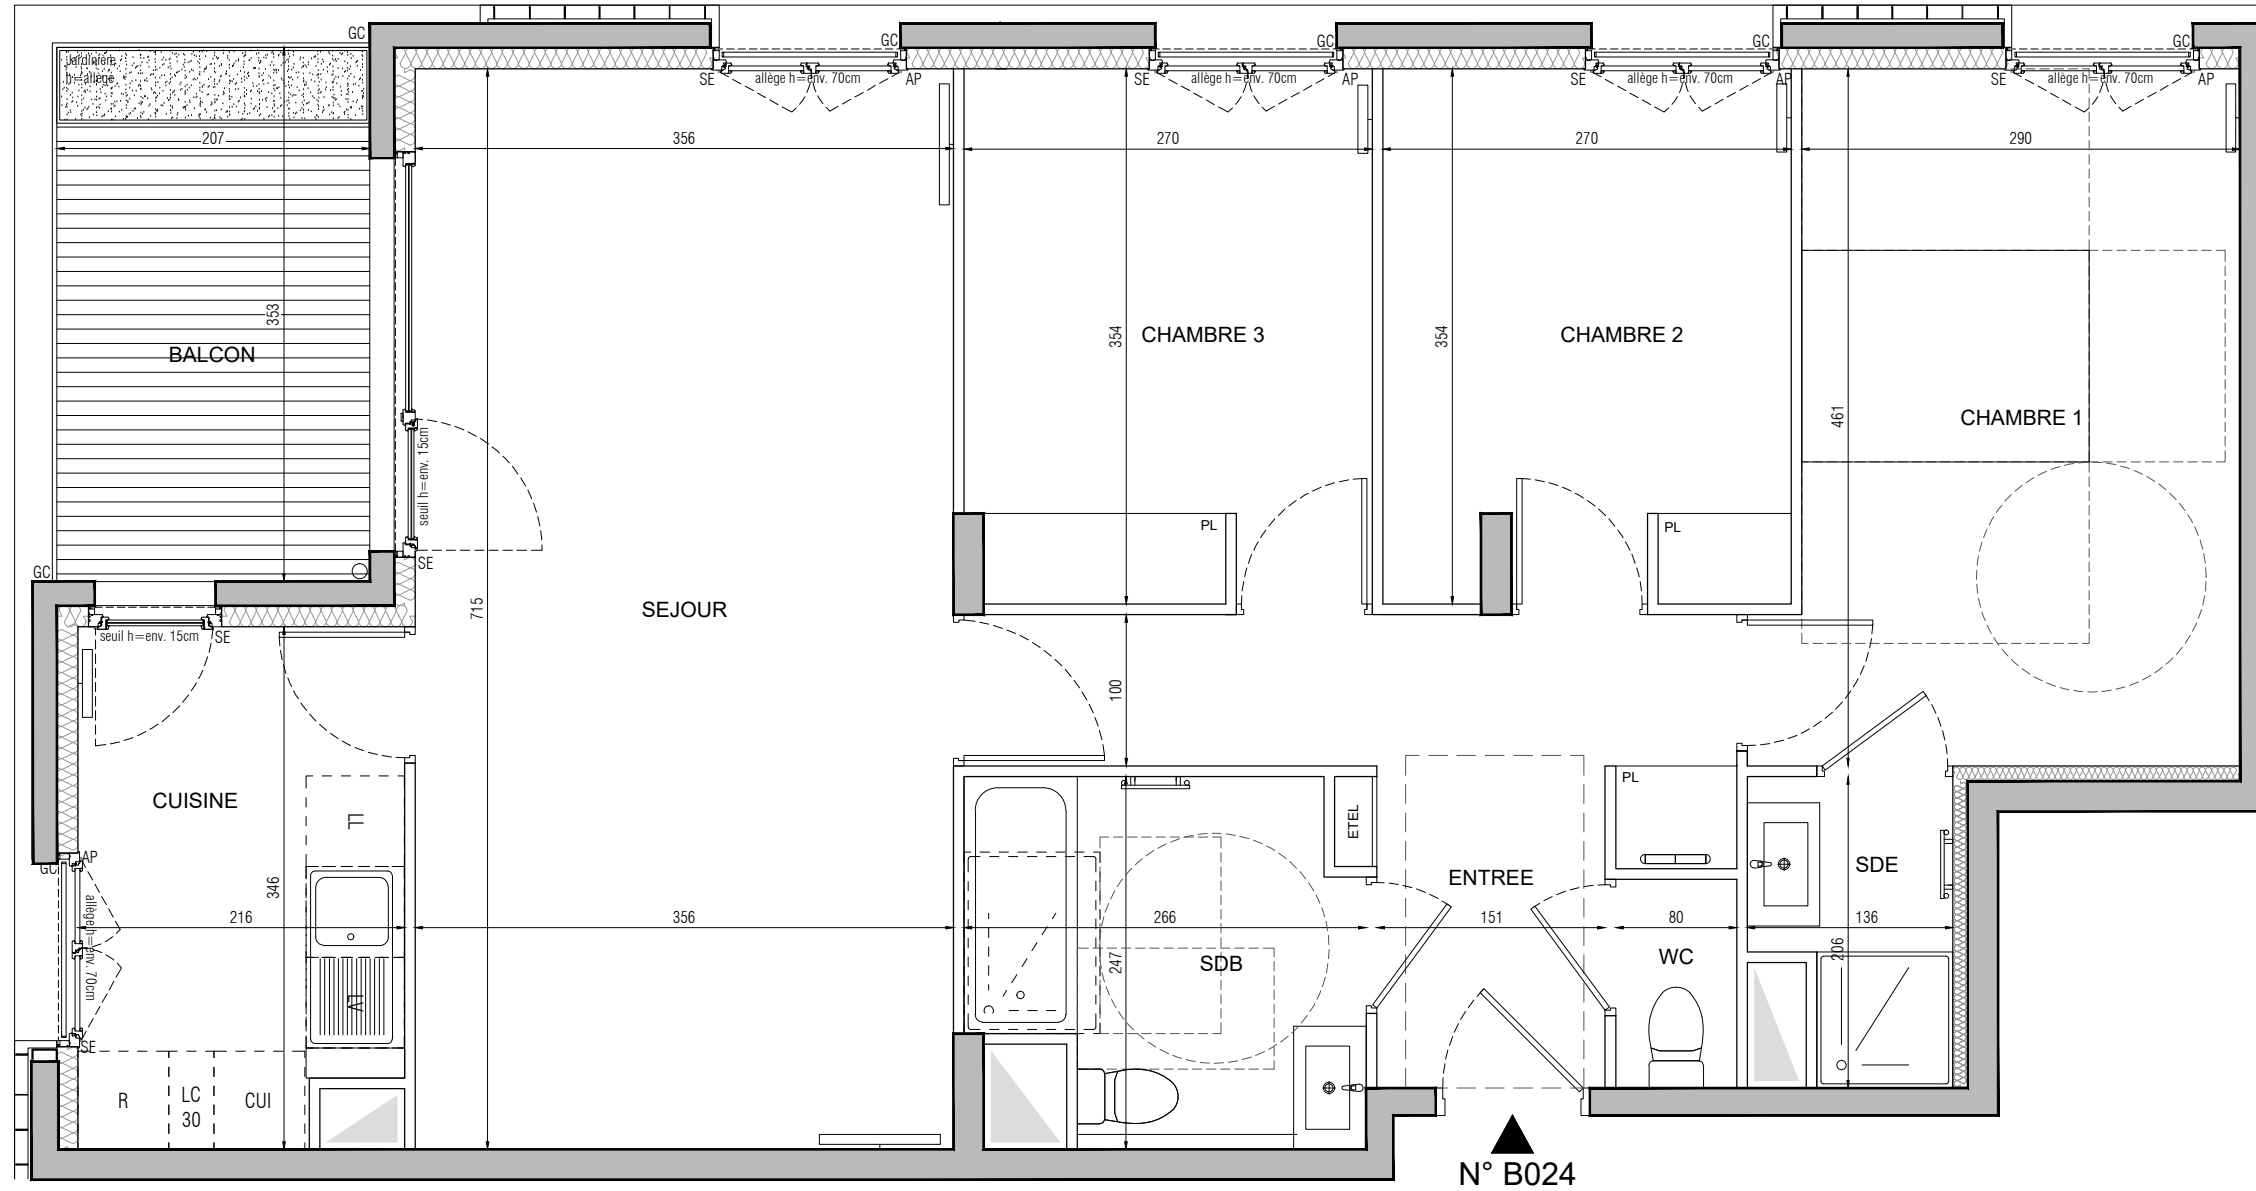 GC
GC
GC
GC
GC
Jardinière
h=allège
SE
allège h=env. 70cm
AP
SE
allège h=env. 70cm
AP
SE
allège h=env. 70cm
AP
SE
allège h=env. 70cm
AP
207
356
270
270
290
353
BALCON
354
CHAMBRE 3
354
CHAMBRE 2
461
CHAMBRE 1
seuil h=env. 15cm
SE
PL
PL
GC
715
SEJOUR
seuil h=env. 15cm
SE
100
CUISINE
LL
PL
ETEL
AP
GC
allège h=env. 70cm
SE
346
216
356
266
ENTREE
151
80
SDE
136
206
247
SDB
WC
LV
R
LC
30
CUI
N° B024